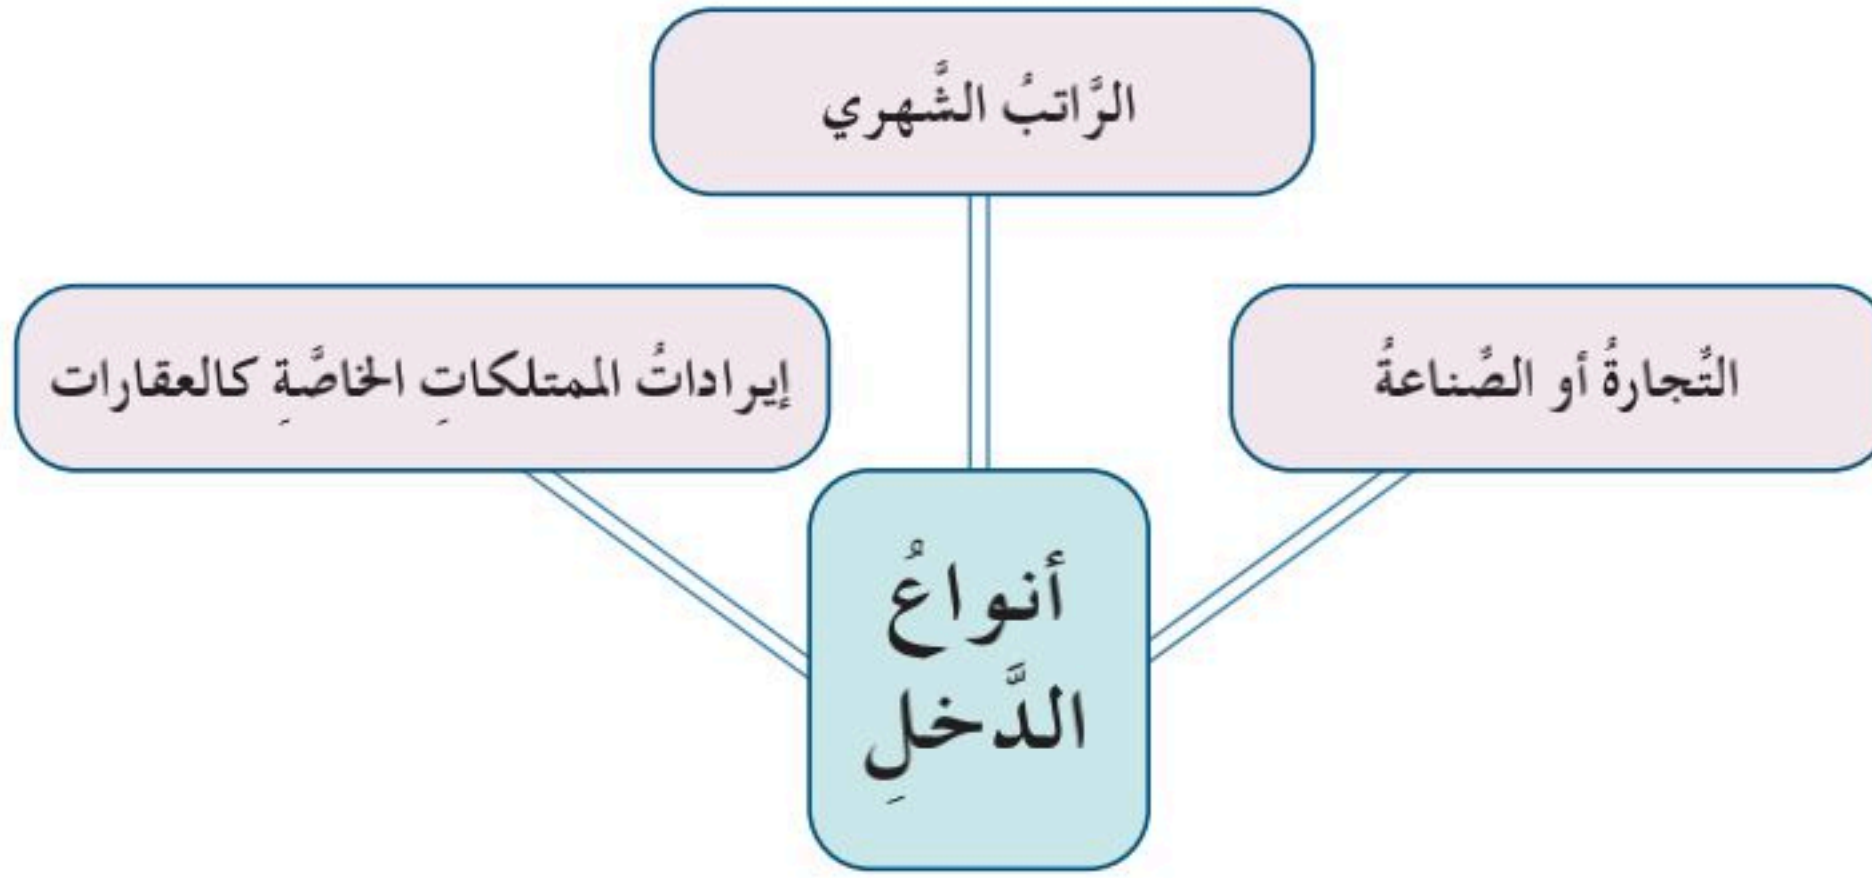 الرَّاتبُ الشَّهري
التِّجارةُ أو الصِّناعةُ
إيراداتُ الممتلكاتِ الخاصَّةِ كالعقارات
أنواعُ
الدَّخلِ